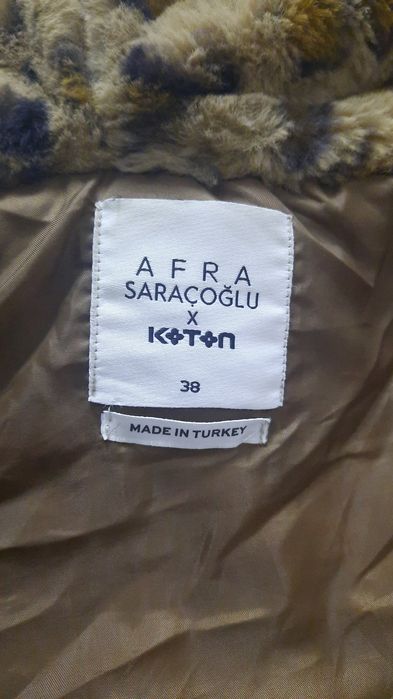 AFRA
SARAÇOĞLU
X
KOTON
38
MADE IN TURKEY